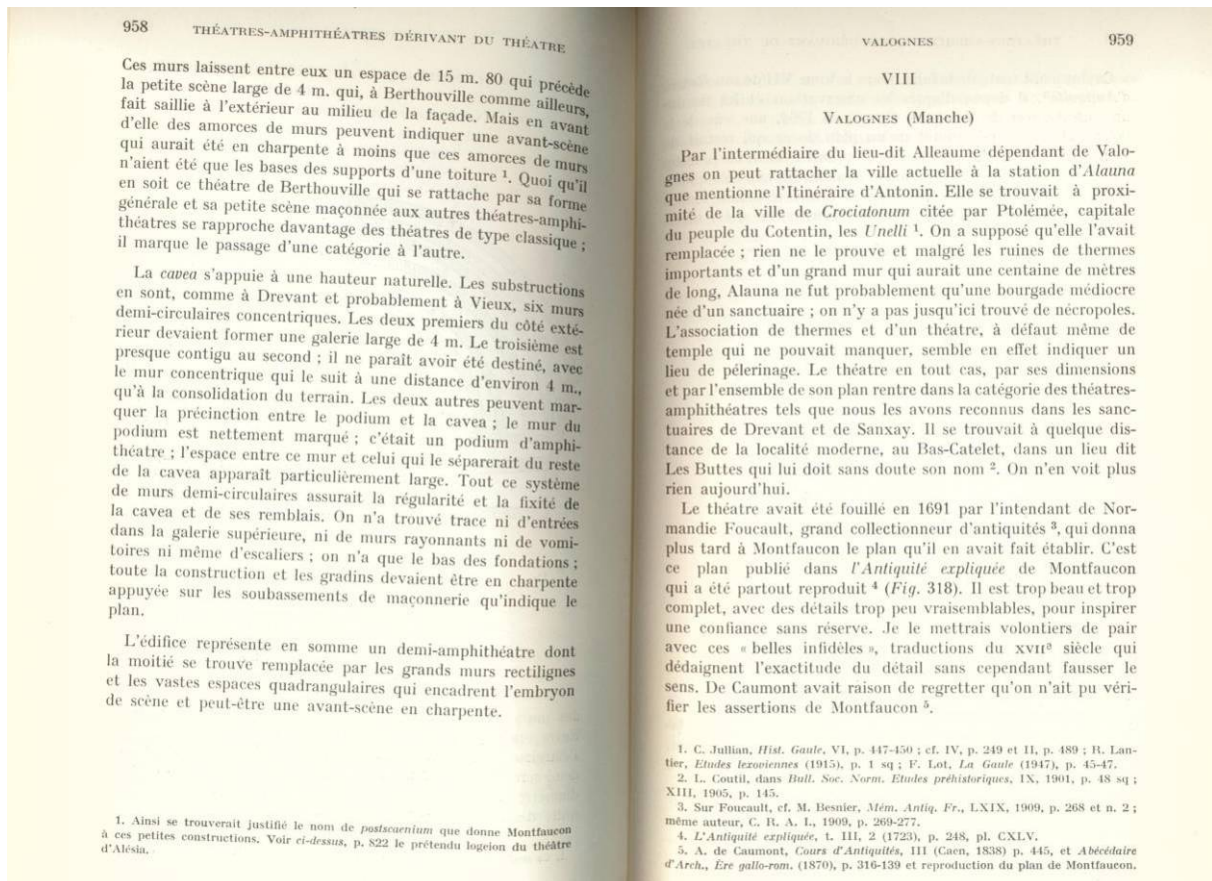 958
THÉATRES-AMPHITHÉATRES DÉRIVANT DU THÉATRE
Ces murs laissent entre eux un espace de 15 m. 80 qui précède
la petite scène large de 4 m. qui, à Berthouville comme ailleurs,
fait saillie à l'extérieur au milieu de la façade. Mais en avant
d'elle des amorces de murs peuvent indiquer une avant-scène
qui aurait été en charpente à moins que ces amorces de murs
n'aient été que les bases des supports d'une toiture ¹. Quoi qu'il
en soit ce théatre de Berthouville qui se rattache par sa forme
générale et sa petite scène maçonnée aux autres théatres-amphi-
théatres se rapproche davantage des théatres de type classique ;
il marque le passage d'une catégorie à l'autre.
La cavea s'appuie à une hauteur naturelle. Les substructions
en sont, comme à Drevant et probablement à Vieux, six murs
demi-circulaires concentriques. Les deux premiers du côté exté-
rieur devaient former une galerie large de 4 m. Le troisième est
presque contigu au second ; il ne paraît avoir été destiné, avec
le mur concentrique qui le suit à une distance d'environ 4 m.,
qu'à la consolidation du terrain. Les deux autres peuvent mar-
quer la précinction entre le podium et la cavea ; le mur du
podium est nettement marqué ; c'était un podium d'amphi-
théatre ; l'espace entre ce mur et celui qui le séparerait du reste
de la cavea apparaît particulièrement large. Tout ce système
de murs demi-circulaires assurait la régularité et la fixité de
la cavea et de ses remblais. On n'a trouvé trace ni d'entrées
dans la galerie supérieure, ni de murs rayonnants ni de vomi-
toires ni même d'escaliers ; on n'a que le bas des fondations ;
toute la construction et les gradins devaient être en charpente
appuyée sur les soubassements de maçonnerie qu'indique le
plan.
L'édifice représente en somme un demi-amphithéatre dont
la moitié se trouve remplacée par les grands murs rectilignes
et les vastes espaces quadrangulaires qui encadrent l'embryon
de scène et peut-être une avant-scène en charpente.
1. Ainsi se trouverait justifié le nom de postscaenium que donne Montfaucon
à ces petites constructions. Voir ci-dessus, p. 822 le prétendu logeion du théâtre
d'Alésia.
VALOGNES
959
VIII
VALOGNES (Manche)
Par l'intermédiaire du lieu-dit Alleaume dépendant de Valo-
gnes on peut rattacher la ville actuelle à la station d'Alauna
que mentionne l'Itinéraire d'Antonin. Elle se trouvait à proxi-
mité de la ville de Crociatonum citée par Ptolémée, capitale
du peuple du Cotentin, les Unelli ¹. On a supposé qu'elle l'avait
remplacée ; rien ne le prouve et malgré les ruines de thermes
importants et d'un grand mur qui aurait une centaine de mètres
de long, Alauna ne fut probablement qu'une bourgade médiocre
née d'un sanctuaire ; on n'y a pas jusqu'ici trouvé de nécropoles.
L'association de thermes et d'un théatre, à défaut même de
temple qui ne pouvait manquer, semble en effet indiquer un
lieu de pélerinage. Le théatre en tout cas, par ses dimensions
et par l'ensemble de son plan rentre dans la catégorie des théatres-
amphithéatres tels que nous les avons reconnus dans les sanc-
tuaires de Drevant et de Sanxay. Il se trouvait à quelque dis-
tance de la localité moderne, au Bas-Catelet, dans un lieu dit
Les Buttes qui lui doit sans doute son nom ². On n'en voit plus
rien aujourd'hui.
Le théatre avait été fouillé en 1691 par l'intendant de Nor-
mandie Foucault, grand collectionneur d'antiquités ³, qui donna
plus tard à Montfaucon le plan qu'il en avait fait établir. C'est
ce plan publié dans l'Antiquité expliquée de Montfaucon
qui a été partout reproduit ⁴ (Fig. 318). Il est trop beau et trop
complet, avec des détails trop peu vraisemblables, pour inspirer
une confiance sans réserve. Je le mettrais volontiers de pair
avec ces « belles infidèles », traductions du XVIIe siècle qui
dédaignent l'exactitude du détail sans cependant fausser le
sens. De Caumont avait raison de regretter qu'on n'ait pu véri-
fier les assertions de Montfaucon ⁵.
1. C. Jullian, Hist. Gaule, VI, p. 447-450 ; cf. IV, p. 249 et II, p. 489 ; R. Lan-
tier, Etudes lexoviennes (1915), p. 1 sq ; F. Lot, La Gaule (1947), p. 45-47.
2. L. Coutil, dans Bull. Soc. Norm. Etudes préhistoriques, IX, 1901, p. 48 sq ;
XIII, 1905, p. 145.
3. Sur Foucault, cf. M. Besnier, Mém. Antiq. Fr., LXIX, 1909, p. 268 et n. 2 ;
même auteur, C. R. A. I., 1909, p. 269-277.
4. L'Antiquité expliquée, t. III, 2 (1723), p. 248, pl. CXLV.
5. A. de Caumont, Cours d'Antiquités, III (Caen, 1838) p. 445, et Abécédaire
d'Arch., Ère gallo-rom. (1870), p. 316-139 et reproduction du plan de Montfaucon.